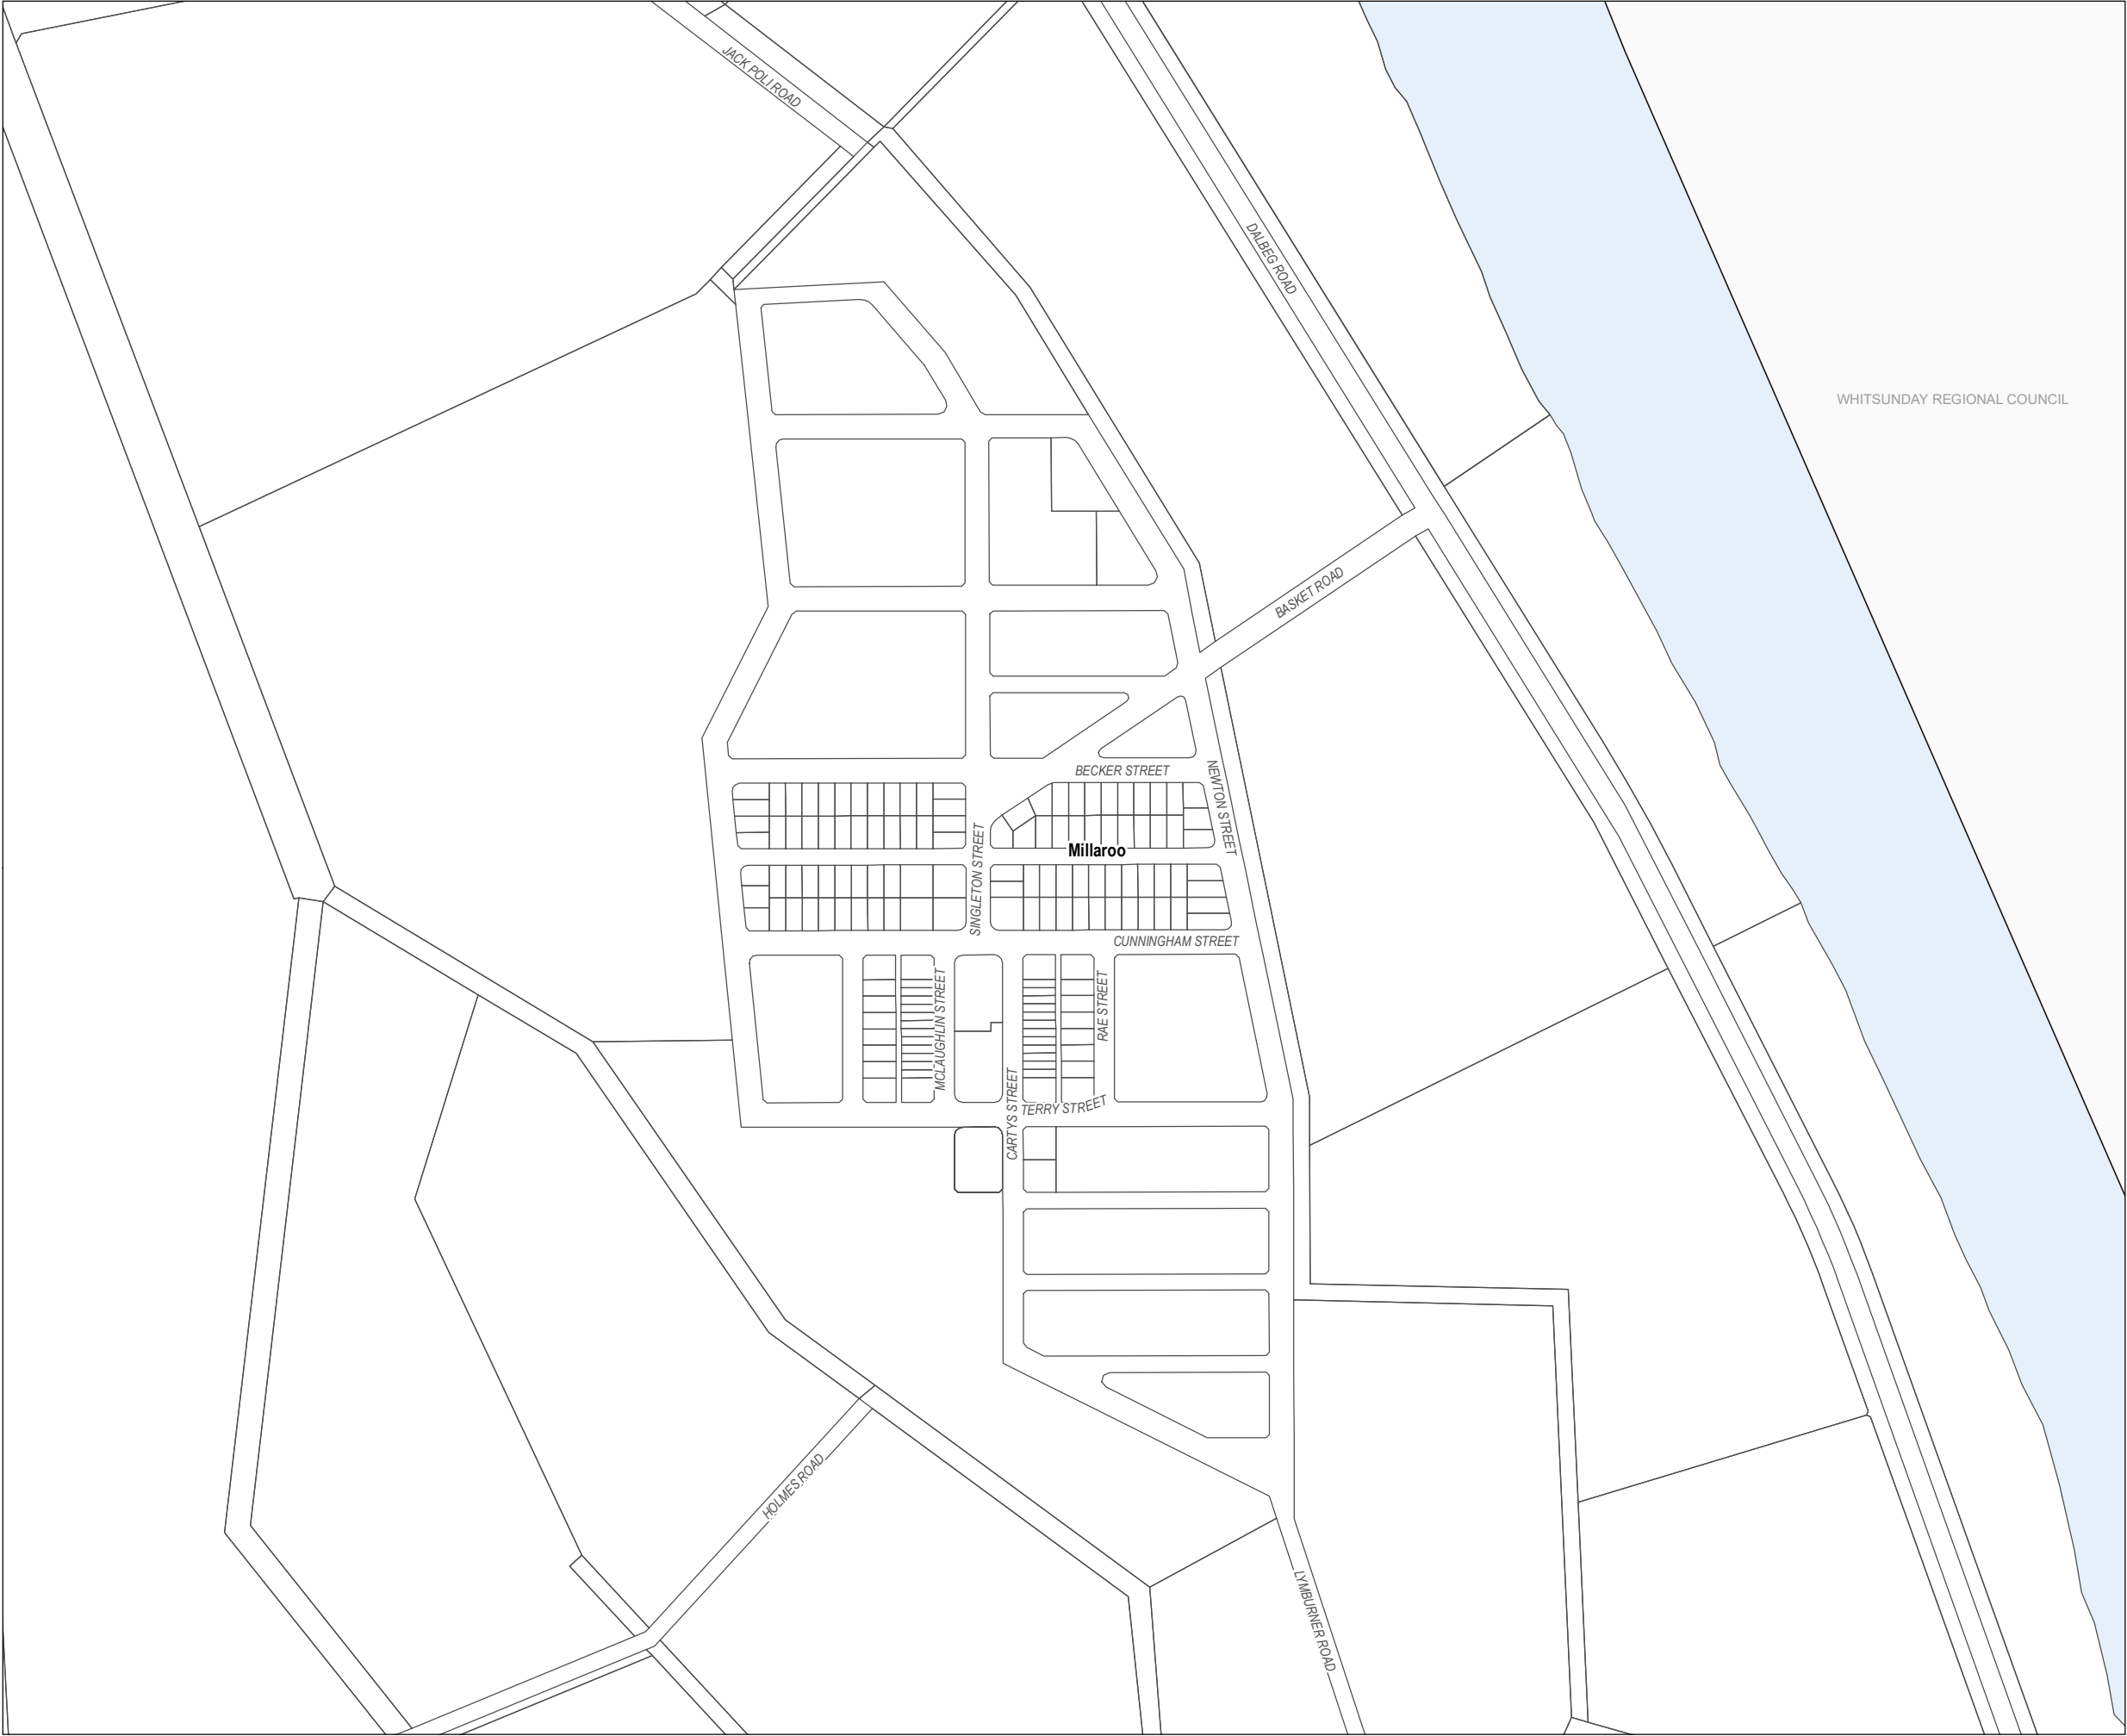 JACK POLI ROAD
DALBEG ROAD
WHITSUNDAY REGIONAL COUNCIL
BASKET ROAD
BECKER STREET
NEWTON STREET
SINGLETON STREET
Millaroo
CUNNINGHAM STREET
MCLAUGHLIN STREET
RAE STREET
CARTYS STREET
TERRY STREET
HOLMES ROAD
LYMBURNER ROAD